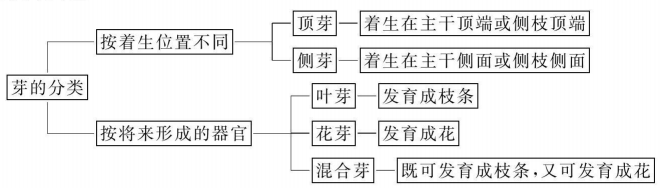 芽的分类
按着生位置不同
顶芽
着生在主干顶端或侧枝顶端
侧芽
着生在主干侧面或侧枝侧面
按将来形成的器官
叶芽
发育成枝条
花芽
发育成花
混合芽
既可发育成枝条,又可发育成花